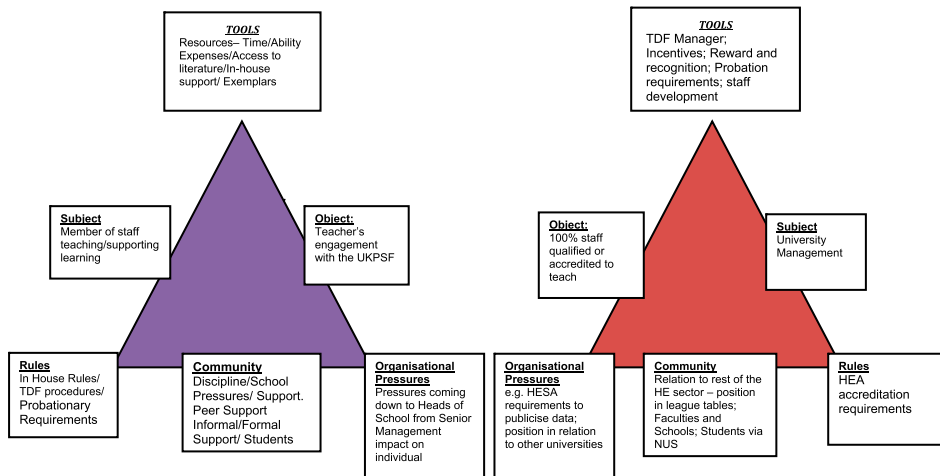 TOOLS
Resources– Time/Ability
Expenses/Access to
literature/In-house
support/ Exemplars
TOOLS
TDF Manager;
Incentives; Reward and
recognition; Probation
requirements; staff
development
Subject
Member of staff
teaching/supporting
learning
Object:
Teacher’s
engagement
with the UKPSF
Object:
100% staff
qualified or
accredited to
teach
Subject
University
Management
Rules
In House Rules/
TDF procedures/
Probationary
Requirements
Community
Discipline/School
Pressures/ Support.
Peer Support
Informal/Formal
Support/ Students
Organisational
Pressures
Pressures coming
down to Heads of
School from Senior
Management
impact on
individual
Organisational
Pressures
e.g. HESA
requirements to
publicise data;
position in relation
to other universities
Community
Relation to rest of the
HE sector – position
in league tables;
Faculties and
Schools; Students via
NUS
Rules
HEA
accreditation
requirements